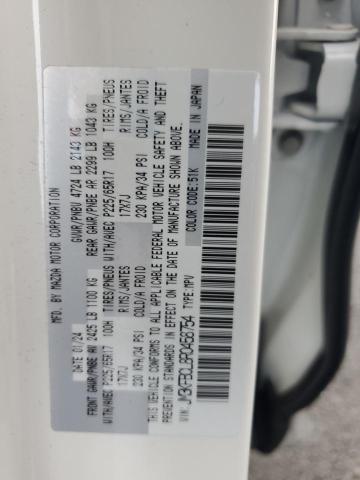 MFD BY MAZDA MOTOR CORPORATION
DATE 01/24 GVWR/PNBV 4724 LB 2143 KG
FRONT GAWR/PNBE AV 2425 LB 1100 KG REAR GAWR/PNBE AR 2299 LB 1043 KG
WITH/AVEC P225/65R17 100H TIRES/PNEUS WITH/AVEC P225/65R17 100H TIRES/PNEUS
17X7J RIMS/JANTES 17X7J RIMS/JANTES
230 KPA/34 PSI COLD/A FROID 230 KPA/34 PSI COLD/A FROID
THIS VEHICLE CONFORMS TO ALL APPLICABLE FEDERAL MOTOR VEHICLE SAFETY AND THEFT
PREVENTION STANDARDS IN EFFECT ON THE DATE OF MANUFACTURE SHOWN ABOVE.
VIN: JM3KFBCL8R0458754 TYPE:MPV COLOR CODE:51K MADE IN JAPAN